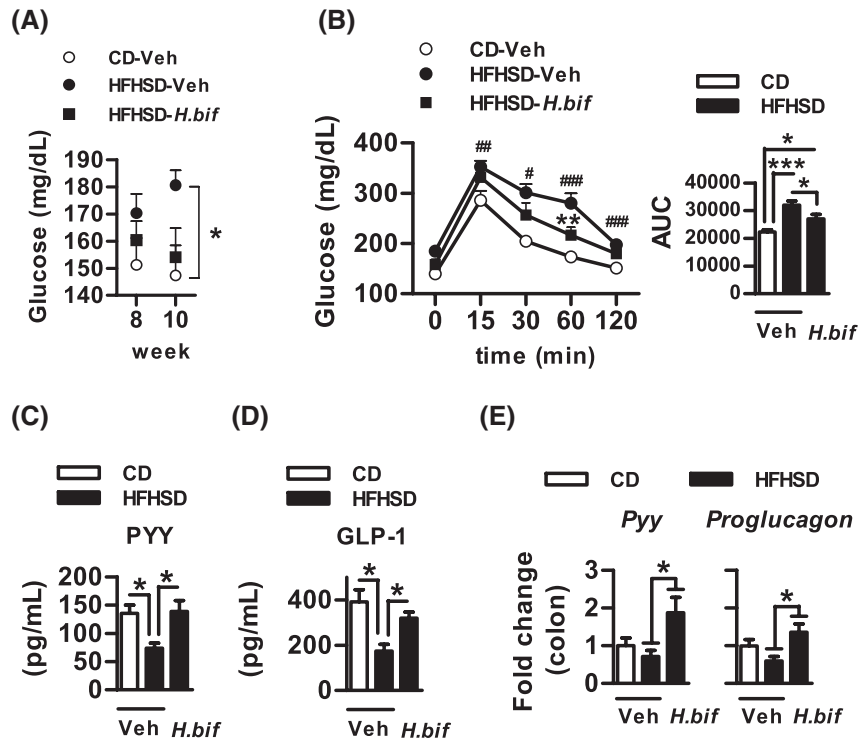 (A)
CD-Veh
HFHSD-Veh
HFHSD-H.bif
Glucose (mg/dL)
190
180
170
160
150
140
*
8 10
week
(B)
CD-Veh
HFHSD-Veh
HFHSD-H.bif
Glucose (mg/dL)
400
300
200
100
## # ### ###
**
0 15 30 60 120
time (min)
CD
HFHSD
AUC
40000
30000
20000
10000
0
*
***
*
Veh H.bif
(C)
CD
HFHSD
PYY
(pg/mL)
200
150
100
50
0
* *
Veh H.bif
(D)
CD
HFHSD
GLP-1
(pg/mL)
400
200
0
* *
Veh H.bif
(E)
CD HFHSD
Pyy Proglucagon
Fold change
(colon)
3
2
1
0
* *
Veh H.bif Veh H.bif